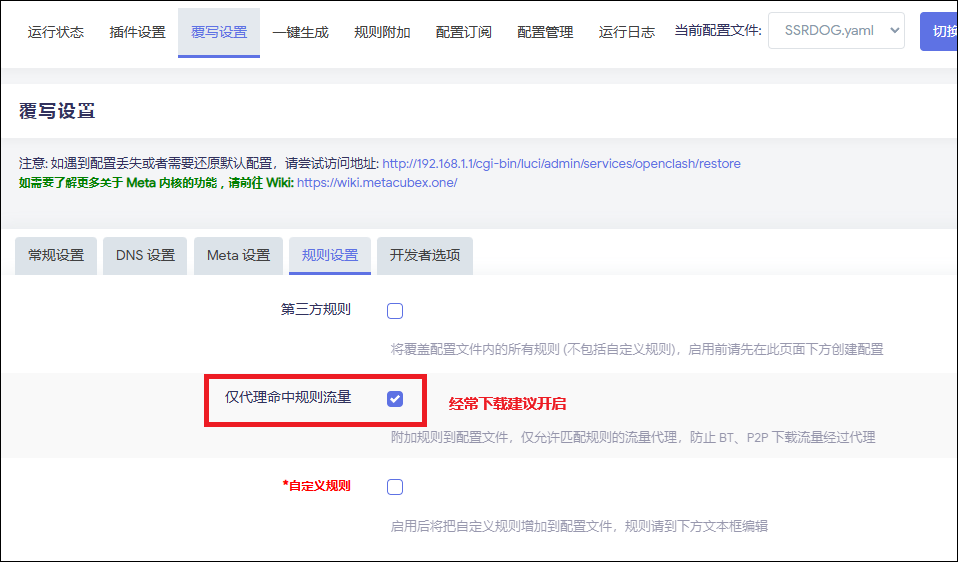 运行状态 插件设置 覆写设置 一键生成 规则附加 配置订阅 配置管理 运行日志 当前配置文件: SSRDOG.yaml 切换
覆写设置
注意: 如遇到配置丢失或者需要还原默认配置，请尝试访问地址: http://192.168.1.1/cgi-bin/luci/admin/services/openclash/restore
如需要了解更多关于 Meta 内核的功能，请前往 Wiki: https://wiki.metacubex.one/
常规设置 DNS 设置 Meta 设置 规则设置 开发者选项
第三方规则
将覆盖配置文件内的所有规则 (不包括自定义规则)，启用前请先在此页面下方创建配置
仅代理命中规则流量 经常下载建议开启
附加规则到配置文件，仅允许匹配规则的流量代理，防止 BT、P2P 下载流量经过代理
*自定义规则
启用后将把自定义规则增加到配置文件，规则请到下方文本框编辑